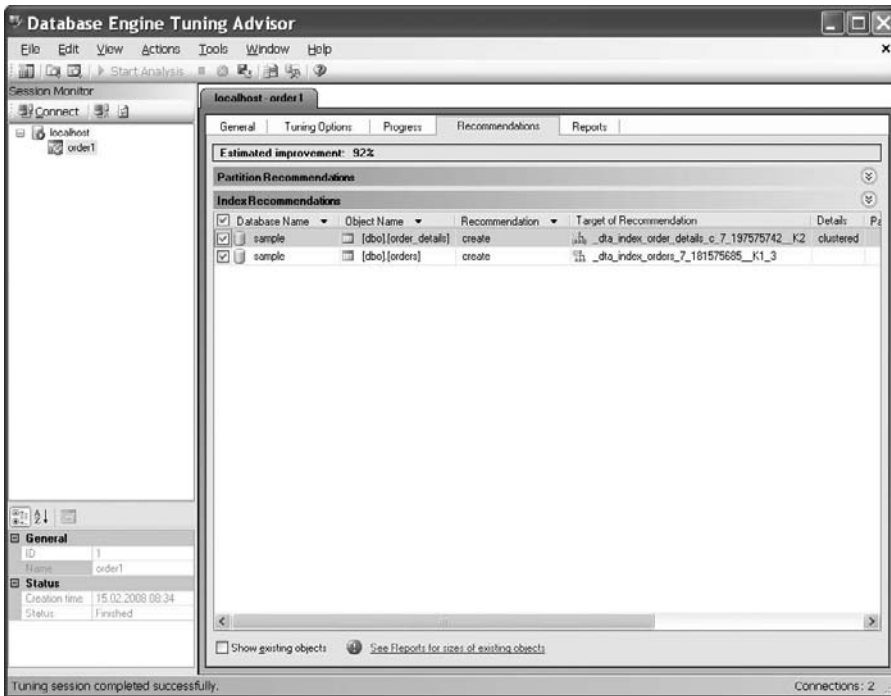 Database Engine Tuning Advisor
File Edit View Actions Tools Window Help
Start Analysis
Session Monitor
Connect
localhost
order1
localhost - order1
General Tuning Options Progress Recommendations Reports
Estimated improvement: 92%
Partition Recommendations
Index Recommendations
Database Name Object Name Recommendation Target of Recommendation Details Pa
sample [dbo].[order_details] create _dta_index_order_details_c_7_197575742__K2 clustered
sample [dbo].[orders] create _dta_index_orders_7_181575685__K1_3
General
ID 1
Name order1
Status
Creation time 15.02.2008 08:34
Status Finished
Show existing objects See Reports for sizes of existing objects
Tuning session completed successfully. Connections: 2